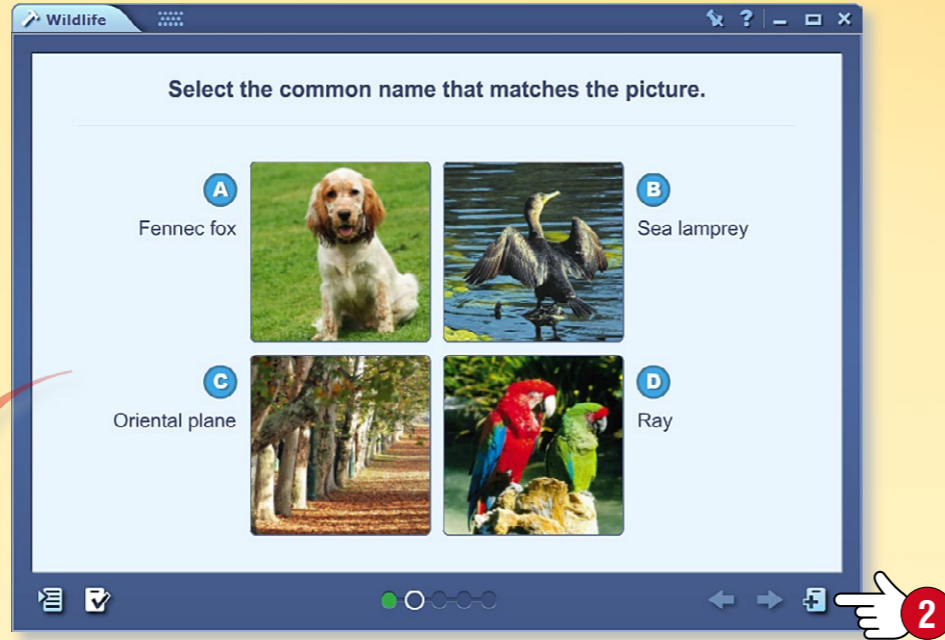 Wildlife
?
Select the common name that matches the picture.
A
Fennec fox
B
Sea lamprey
C
Oriental plane
D
Ray
2